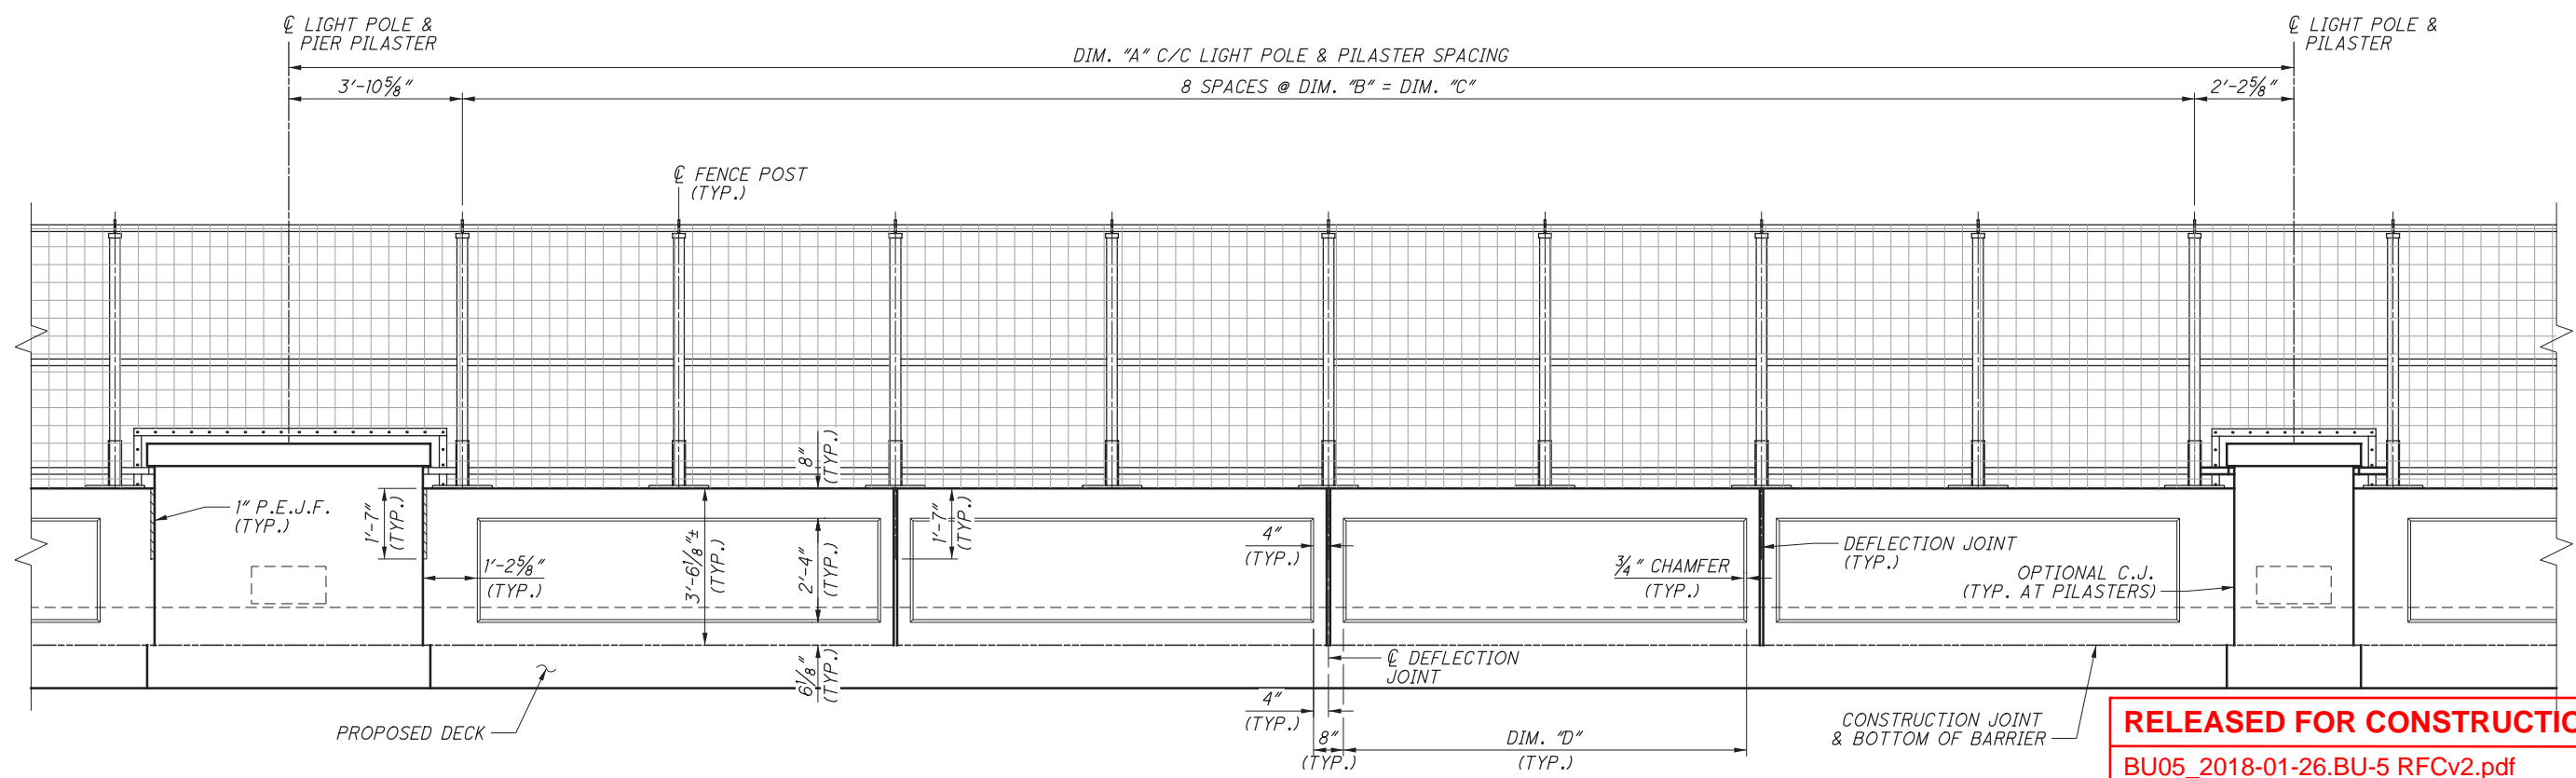 ℄ LIGHT POLE &
PIER PILASTER
℄ LIGHT POLE &
PILASTER
DIM. "A" C/C LIGHT POLE & PILASTER SPACING
3'-10⅝"
8 SPACES @ DIM. "B" = DIM. "C"
2'-2⅝"
℄ FENCE POST
(TYP.)
8"
(TYP.)
1" P.E.J.F.
(TYP.)
1'-7"
(TYP.)
1'-2⅝"
(TYP.)
3'-6⅛"±
(TYP.)
2'-4"
(TYP.)
1'-7"
(TYP.)
4"
(TYP.)
¾" CHAMFER
(TYP.)
DEFLECTION JOINT
(TYP.)
OPTIONAL C.J.
(TYP. AT PILASTERS)
6⅛"
(TYP.)
℄ DEFLECTION
JOINT
4"
(TYP.)
PROPOSED DECK
8"
(TYP.)
DIM. "D"
(TYP.)
CONSTRUCTION JOINT
& BOTTOM OF BARRIER
RELEASED FOR CONSTRUCTIO
BU05_2018-01-26.BU-5 RFCv2.pdf